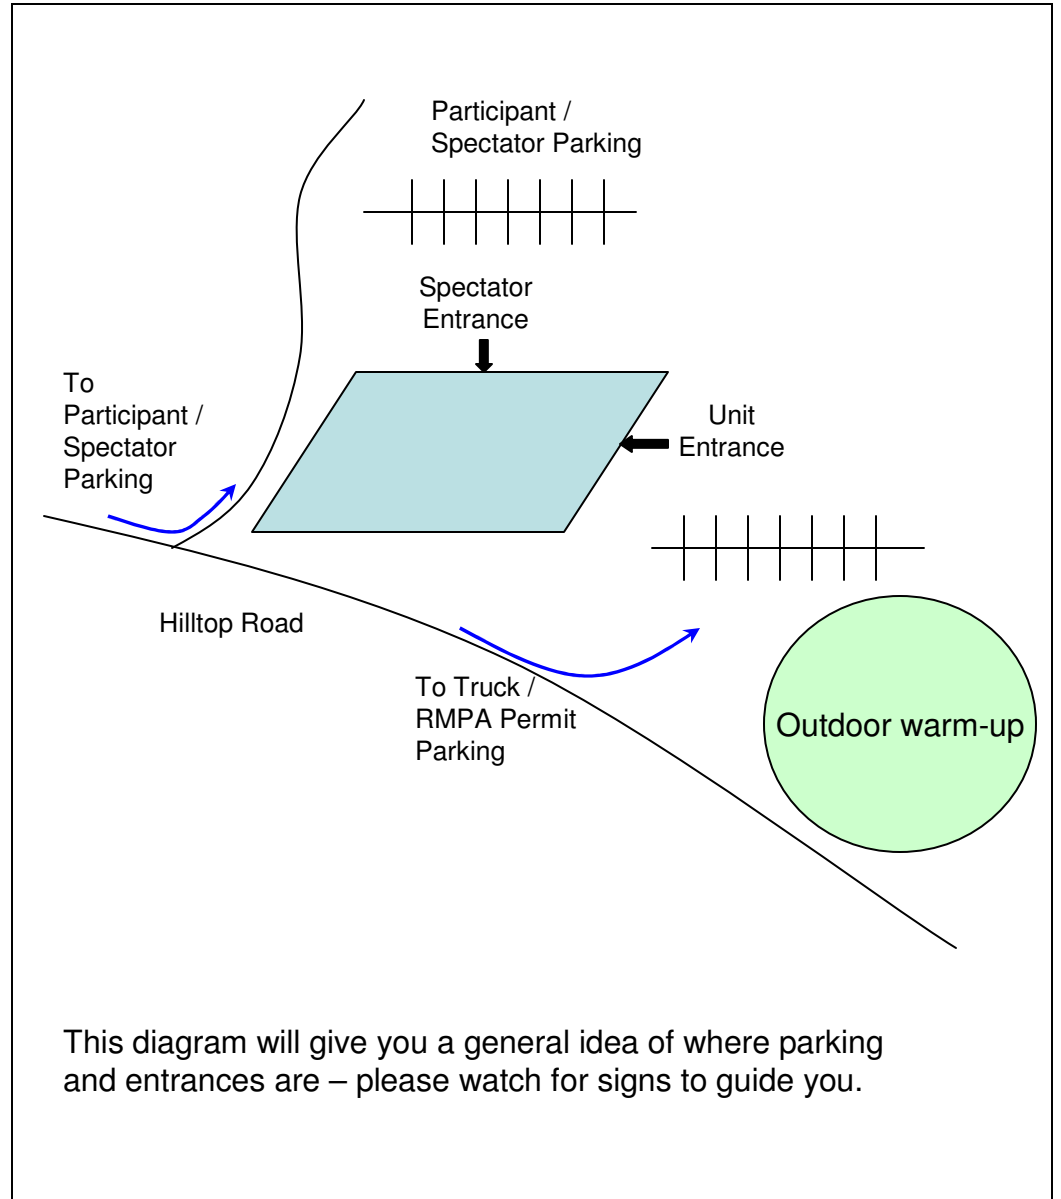 Participant /
Spectator Parking
Spectator
Entrance
To
Participant /
Spectator
Parking
Unit
Entrance
Hilltop Road
To Truck /
RMPA Permit
Parking
Outdoor warm-up
This diagram will give you a general idea of where parking
and entrances are – please watch for signs to guide you.